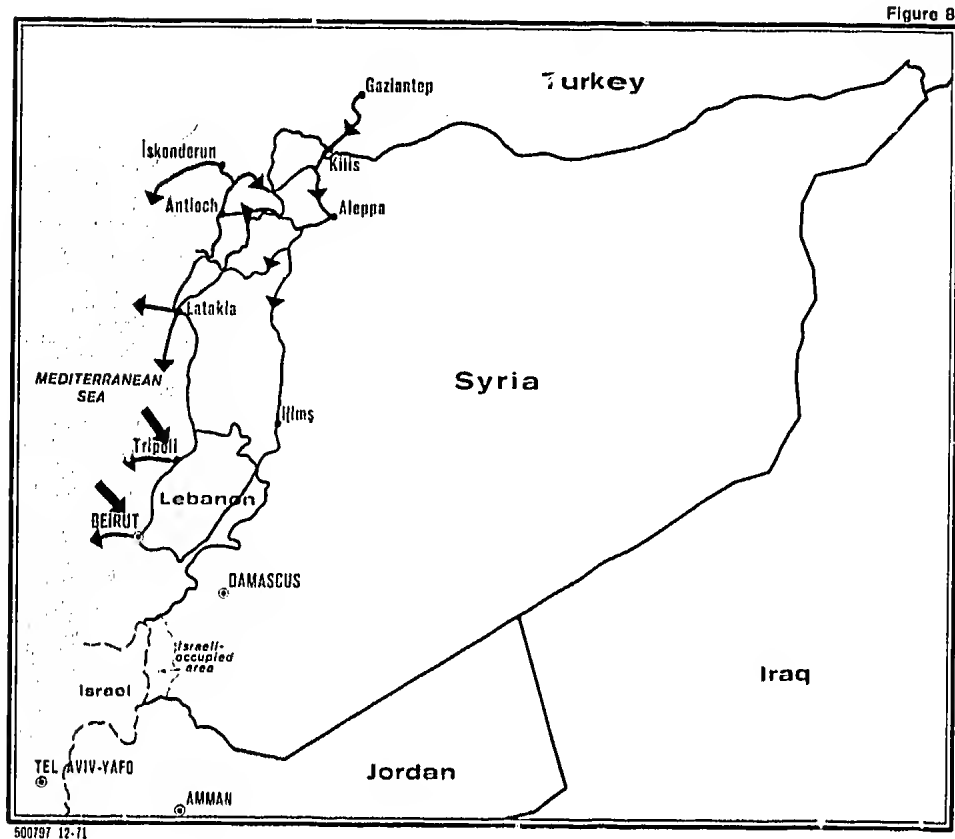 Figure 8
Turkey
Gaziantep
Kilis
İskenderun
Antioch
Aleppa
Latakia
MEDITERRANEAN
SEA
Syria
Tripoli
Lebanon
BEIRUT
DAMASCUS
Israeli-
occupied
area
Israel
Iraq
TEL AVIV-YAFO
Jordan
AMMAN
500797 12-71